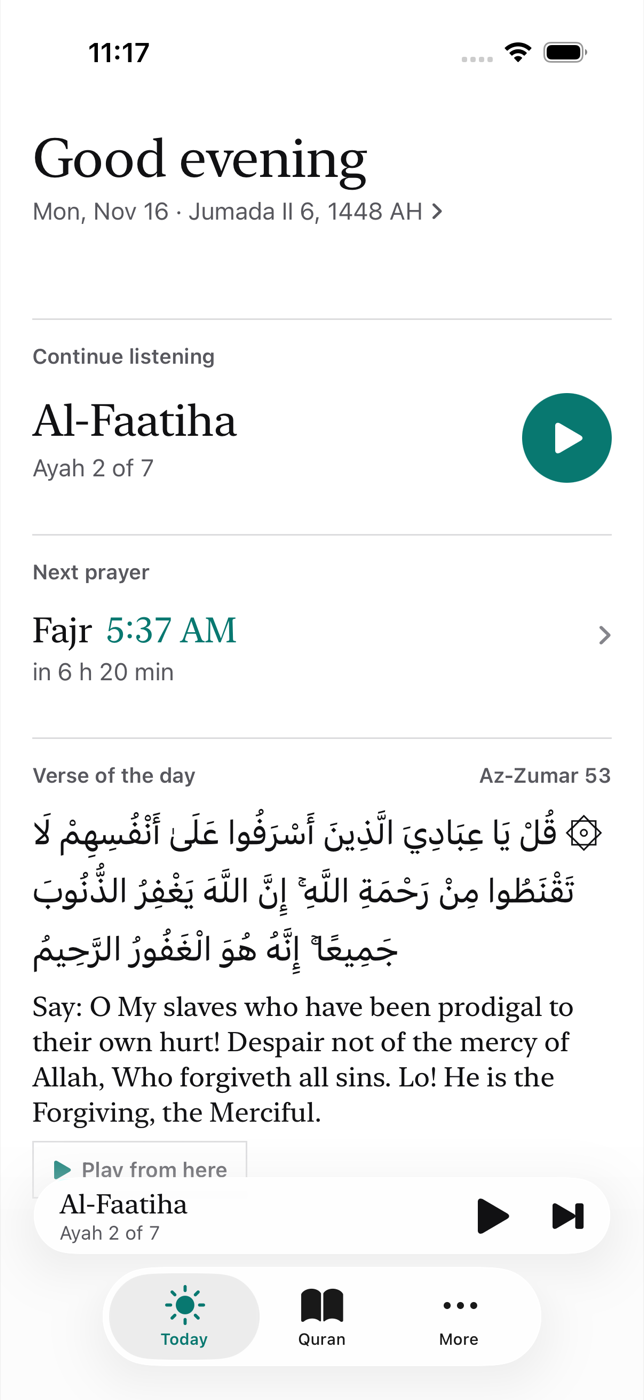 11:17
Good evening
Mon, Nov 16 · Jumada II 6, 1448 AH
Continue listening
Al-Faatiha
Ayah 2 of 7
Next prayer
Fajr 5:37 AM
in 6 h 20 min
Verse of the day
Az-Zumar 53
۞ قُلْ يَا عِبَادِيَ الَّذِينَ أَسْرَفُوا عَلَىٰ أَنْفُسِهِمْ لَا
تَقْنَطُوا مِنْ رَحْمَةِ اللَّهِ ۚ إِنَّ اللَّهَ يَغْفِرُ الذُّنُوبَ
جَمِيعًا ۚ إِنَّهُ هُوَ الْغَفُورُ الرَّحِيمُ
Say: O My slaves who have been prodigal to
their own hurt! Despair not of the mercy of
Allah, Who forgiveth all sins. Lo! He is the
Forgiving, the Merciful.
Play from here
Al-Faatiha
Ayah 2 of 7
Today
Quran
More